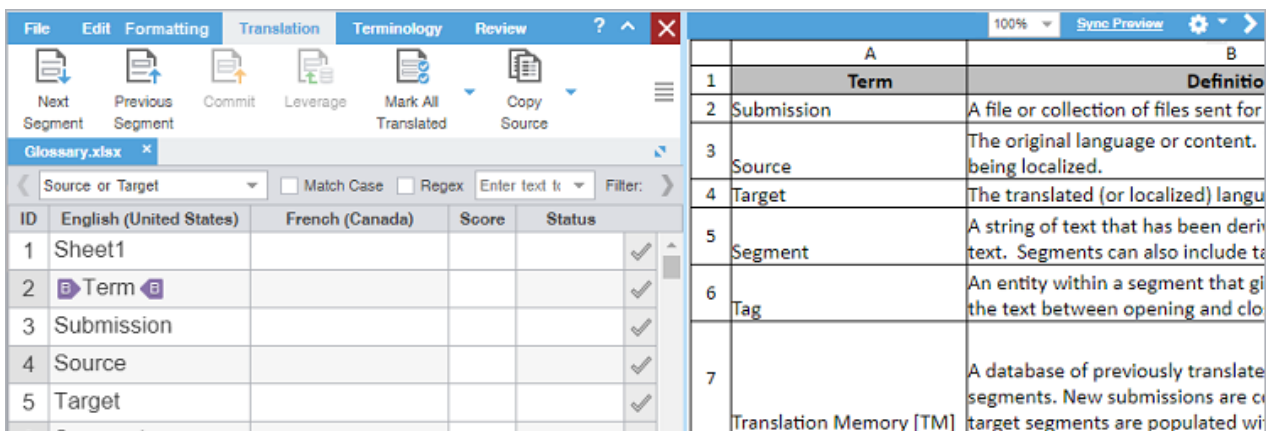 File Edit Formatting Translation Terminology Review ?
Next Segment Previous Segment Commit Leverage Mark All Translated Copy Source
Glossary.xlsx ×
Source or Target Match Case Regex Enter text Filter:
ID English (United States) French (Canada) Score Status
1 Sheet1
2 B Term B
3 Submission
4 Source
5 Target
100% Sync Preview
A B
1 Term Definitio
2 Submission A file or collection of files sent for
The original language or content.
3 Source being localized.
4 Target The translated (or localized) langu
A string of text that has been deriv
5 Segment text. Segments can also include ta
An entity within a segment that gi
6 Tag the text between opening and clo
7 A database of previously translate
segments. New submissions are c
Translation Memory [TM] target segments are populated wi